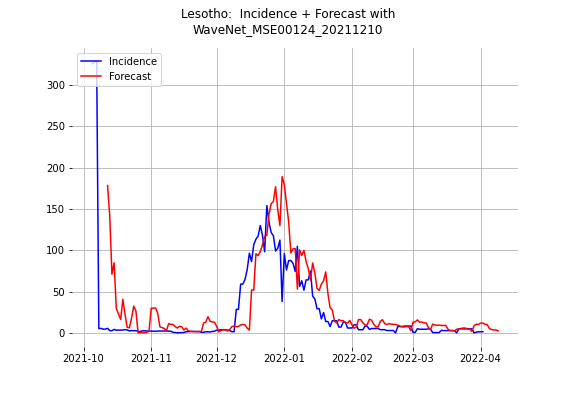 Lesotho:  Incidence + Forecast with
WaveNet_MSE00124_20211210
Incidence
Forecast
300
250
200
150
100
50
0
2021-10 2021-11 2021-12 2022-01 2022-02 2022-03 2022-04